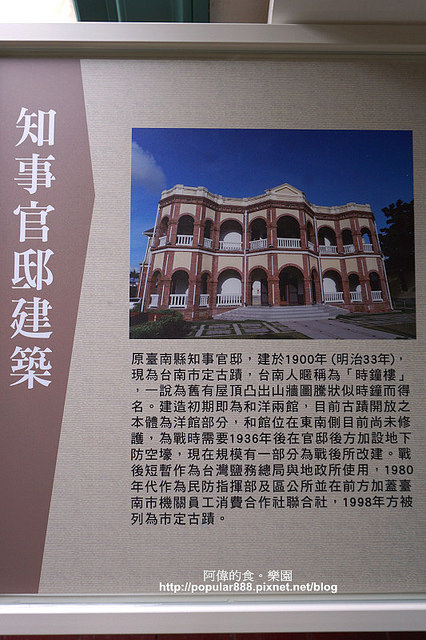 知事官邸建築
原臺南縣知事官邸，建於1900年(明治33年)，
現為台南市定古蹟，台南人暱稱為「時鐘樓」
，一說為舊有屋頂凸出山牆圖騰狀似時鐘而得
名。建造初期即為和洋兩館，目前古蹟開放之
本體為洋館部分，和館位在東南側目前尚未修
護，為戰時需要1936年後在官邸後方加設地下
防空壕，現在規模有一部分為戰後所改建。戰
後短暫作為台灣鹽務總局與地政所使用，1980
年代作為民防指揮部及區公所並在前方加蓋臺
南市機關員工消費合作社聯合社，1998年方被
列為市定古蹟。
阿偉的食。樂園
http://popular888.pixnet.net/blog